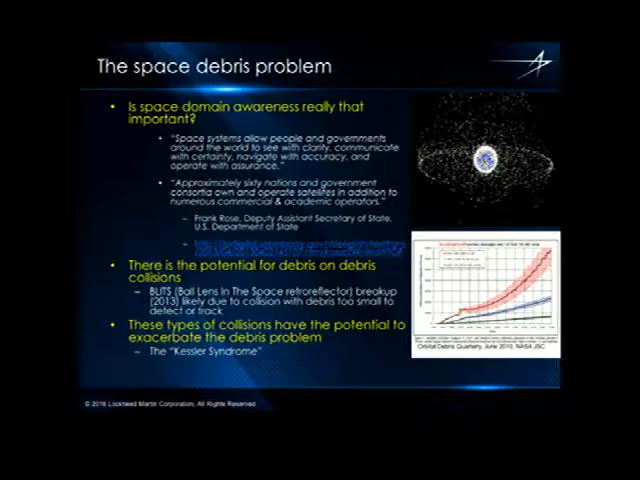 The space debris problem
• Is space domain awareness really that
important?
• “Space systems allow people and governments
around the world to see with clarity, communicate
with certainty, navigate with accuracy, and
operate with assurance.”
• “Approximately sixty nations and government
consortia own and operate satellites in addition to
numerous commercial & academic operators.”
– Frank Rose, Deputy Assistant Secretary of State,
U.S. Department of State
• There is the potential for debris on debris
collisions
– BLITS (Ball Lens In The Space retroreflector) breakup
(2013) likely due to collision with debris too small to
detect or track
• These types of collisions have the potential to
exacerbate the debris problem
– The “Kessler Syndrome”
Orbital Debris Quarterly, June 2010, NASA JSC
© 2016 Lockheed Martin Corporation, All Rights Reserved